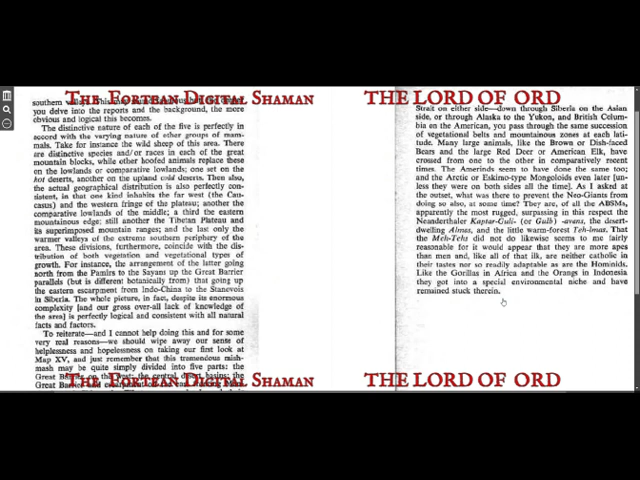 THE FORTEAN DIGITAL SHAMAN
THE LORD OF ORD
southern
you delve into the reports and the background, the more
obvious and logical this becomes.
The distinctive nature of each of the five is perfectly in
accord with the varying nature of other groups of mam-
mals. Take for instance the wild sheep of this area. There
are distinctive species and/or races in each of the great
mountain blocks, while other hoofed animals replace these
on the lowlands or comparative lowlands; one set on the
hot deserts, another on the upland cold deserts. Then also,
the actual geographical distribution is also perfectly con-
sistent, in that one kind inhabits the far west (the Cau-
casus) and the western fringe of the plateau; another the
comparative lowlands of the middle; a third the eastern
mountainous edge; still another the Tibetan Plateau and
its superimposed mountain ranges; and the last only the
warmer valleys of the extreme southern periphery of the
area. These divisions, furthermore, coincide with the dis-
tribution of both vegetation and vegetational types of
growth. For instance, the arrangement of the latter going
north from the Pamirs to the Sayans up the Great Barrier
parallels (but is different botanically from) that going up
the eastern escarpment from Indo-China to the Stanevois
in Siberia. The whole picture, in fact, despite its enormous
complexity [and our gross over-all lack of knowledge of
the area] is perfectly logical and consistent with all natural
facts and factors.
To reiterate—and I cannot help doing this and for some
very real reasons—we should wipe away our sense of
helplessness and hopelessness on taking our first look at
Map XV, and just remember that this tremendous mish-
mash may be quite simply divided into five parts: the
Great on the west; the central desert basins; the
Great
Strait on either side—down through Siberia on the Asian
side, or through Alaska to the Yukon, and British Colum-
bia on the American, you pass through the same succession
of vegetational belts and mountainous zones at each lati-
tude. Many large animals, like the Brown or Dish-faced
Bears and the large Red Deer or American Elk, have
crossed from one to the other in comparatively recent
times. The Amerinds seem to have done the same too;
and the Arctic or Eskimo-type Mongoloids even later [un-
less they were on both sides all the time]. As I asked at
the outset, what was there to prevent the Neo-Giants from
doing so also, at some time? They are, of all the ABSMs,
apparently the most rugged, surpassing in this respect the
Neanderthaler Kaptar-Guli- (or Gulb) -avans, the desert-
dwelling Almas, and the little warm-forest Teh-lmas. That
the Meh-Tehs did not do likewise seems to me fairly
reasonable for it would appear that they are more apes
than men and, like all of that ilk, are neither catholic in
their tastes nor so readily adaptable as are the Hominids.
Like the Gorillas in Africa and the Orangs in Indonesia
they got into a special environmental niche and have
remained stuck therein.
THE FORTEAN DIGITAL SHAMAN
THE LORD OF ORD